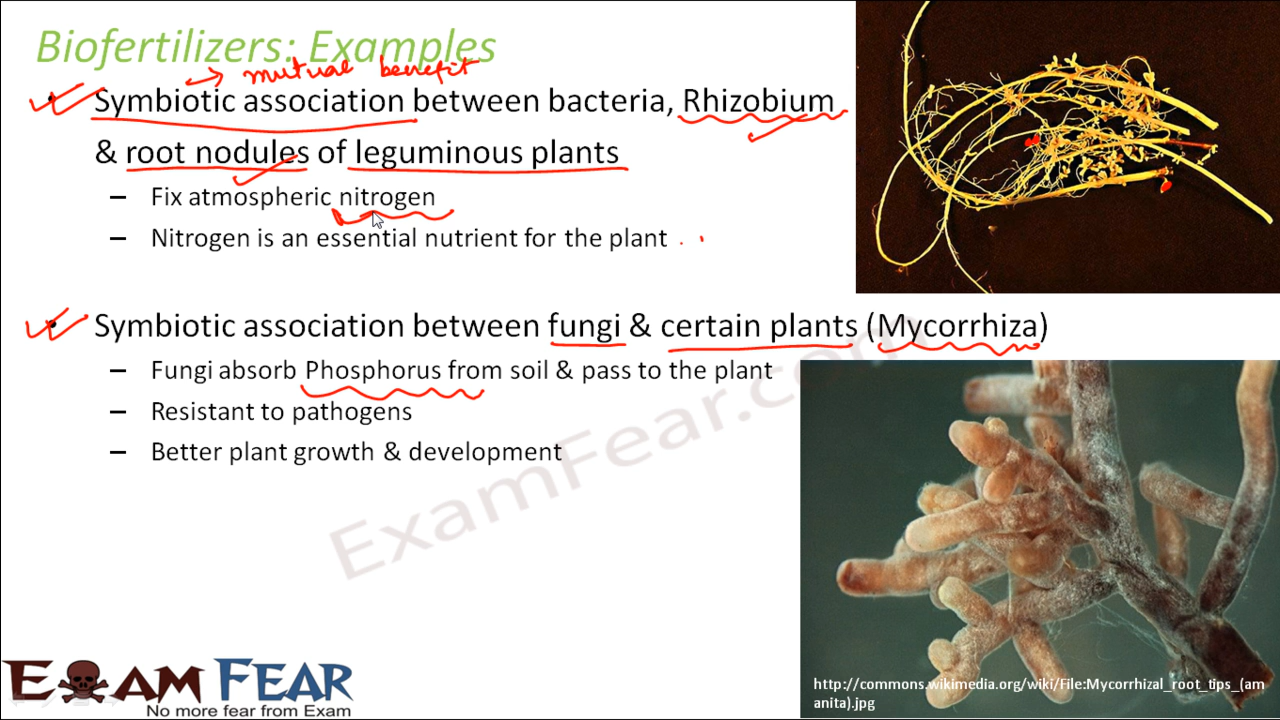 Biofertilizers: Examples
→ mutual benefit
• Symbiotic association between bacteria, Rhizobium
& root nodules of leguminous plants
– Fix atmospheric nitrogen
– Nitrogen is an essential nutrient for the plant
• Symbiotic association between fungi & certain plants (Mycorrhiza)
– Fungi absorb Phosphorus from soil & pass to the plant
– Resistant to pathogens
– Better plant growth & development
ExamFear.com
EXAM FEAR
No more fear from Exam
http://commons.wikimedia.org/wiki/File:Mycorrhizal_root_tips_(am
anita).jpg